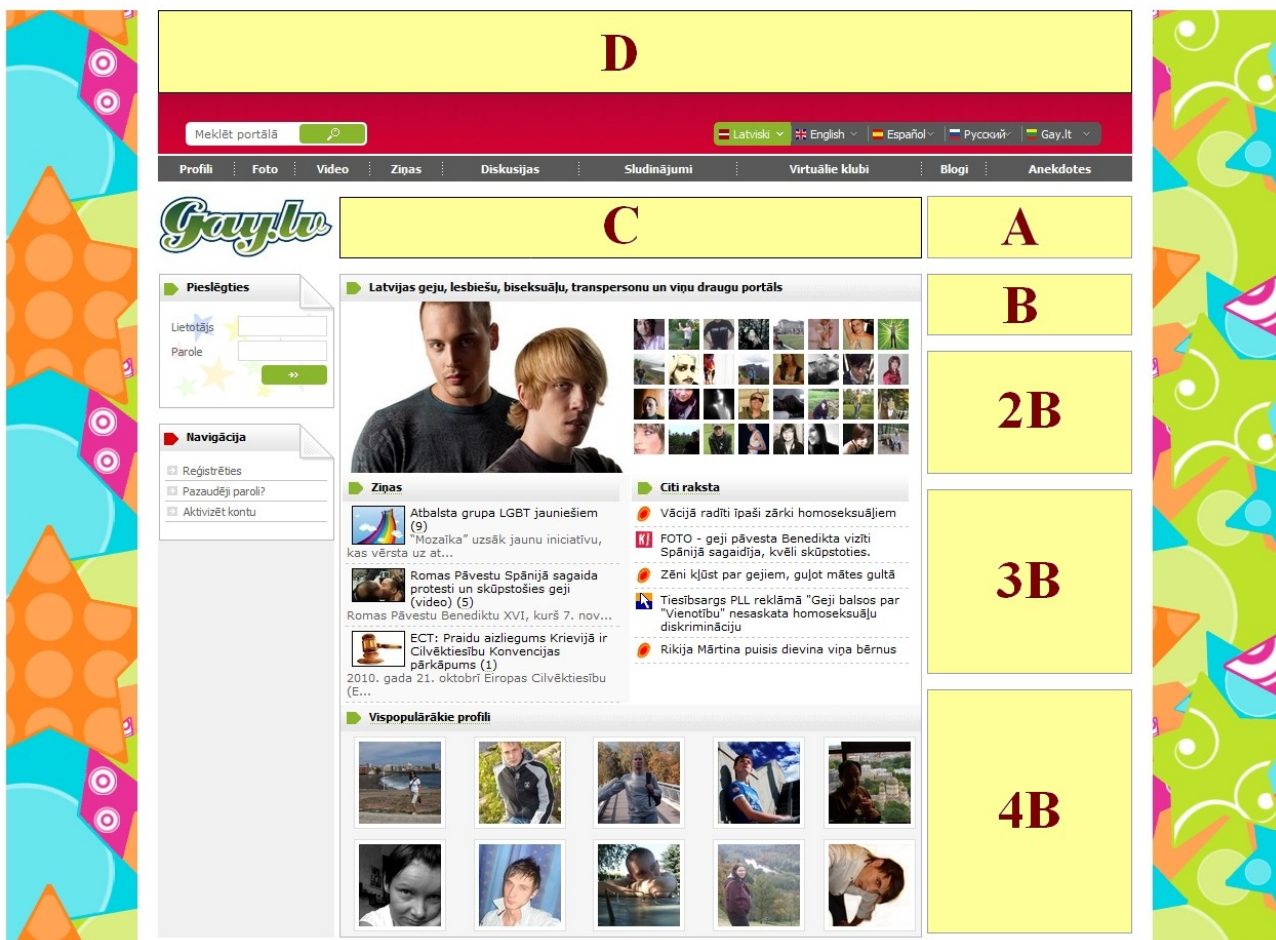 D
Meklēt portālā
Latviski English Español Русский Gay.lt
Profili Foto Video Ziņas Diskusijas Sludinājumi Virtuālie klubi Blogi Anekdotes
Gay.lv
C
A
Pieslēgties
Lietotājs
Parole
Navigācija
Reģistrēties
Pazaudēji paroli?
Aktivizēt kontu
Latvijas geju, lesbiešu, biseksuāļu, transpersonu un viņu draugu portāls
Ziņas
Atbalsta grupa LGBT jauniešiem
(9)
"Mozaīka" uzsāk jaunu iniciatīvu,
kas vērsta uz at...
Romas Pāvestu Spānijā sagaida
protesti un skūpstošies geji
(video) (5)
Romas Pāvestu Benediktu XVI, kurš 7. nov...
ECT: Praidu aizliegums Krievijā ir
Cilvēktiesību Konvencijas
pārkāpums (1)
2010. gada 21. oktobrī Eiropas Cilvēktiesību
(E...
Citi raksta
Vācijā radīti īpaši zārki homoseksuāļiem
FOTO - geji pāvesta Benedikta vizīti
Spānijā sagaidīja, kvēli skūpstoties.
Zēni kļūst par gejiem, guļot mātes gultā
Tiesībsargs PLL reklāmā "Geji balsos par
"Vienotību" nesaskata homoseksuāļu
diskrimināciju
Rikija Mārtina puisis dievina viņa bērnus
Vispopulārākie profili
B
2B
3B
4B